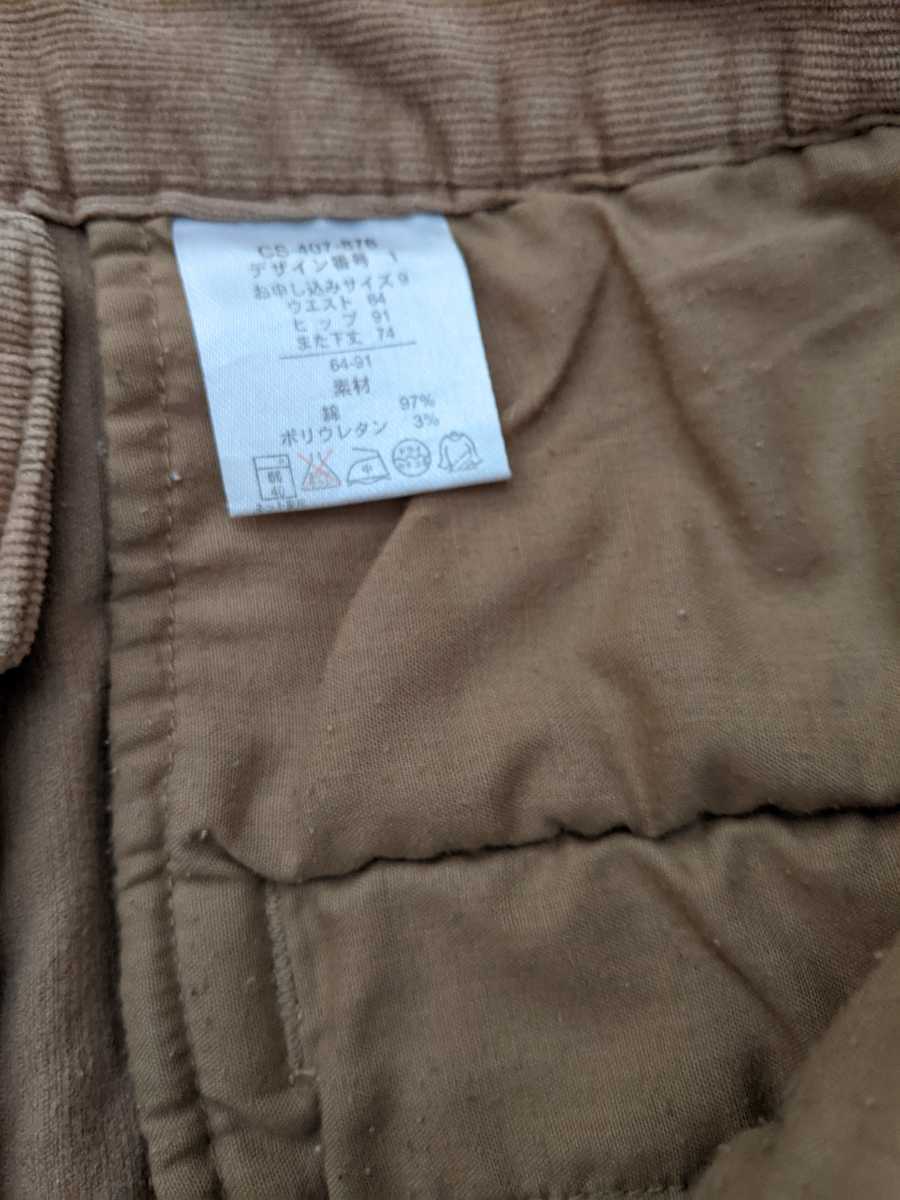 CS 407-876
デザイン番号 1
お申し込みサイズ 9
ウエスト 64
ヒップ 91
また下丈 74
64-91
素材
綿 97%
ポリウレタン 3%
40 中